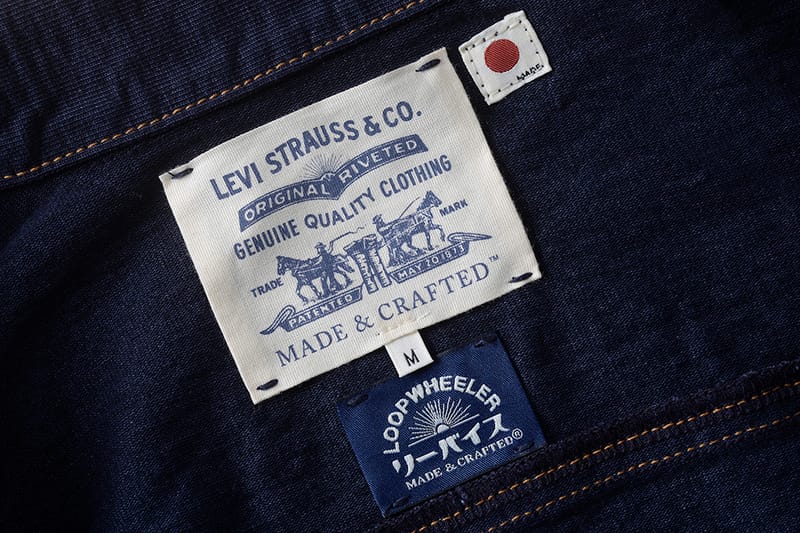 MADE.
LEVI STRAUSS & CO.
ORIGINAL RIVETED
GENUINE QUALITY CLOTHING
TRADE MARK
PATENTED MAY 20 1873
MADE & CRAFTED™
M
LOOPWHEELER
リーバイス
MADE & CRAFTED®